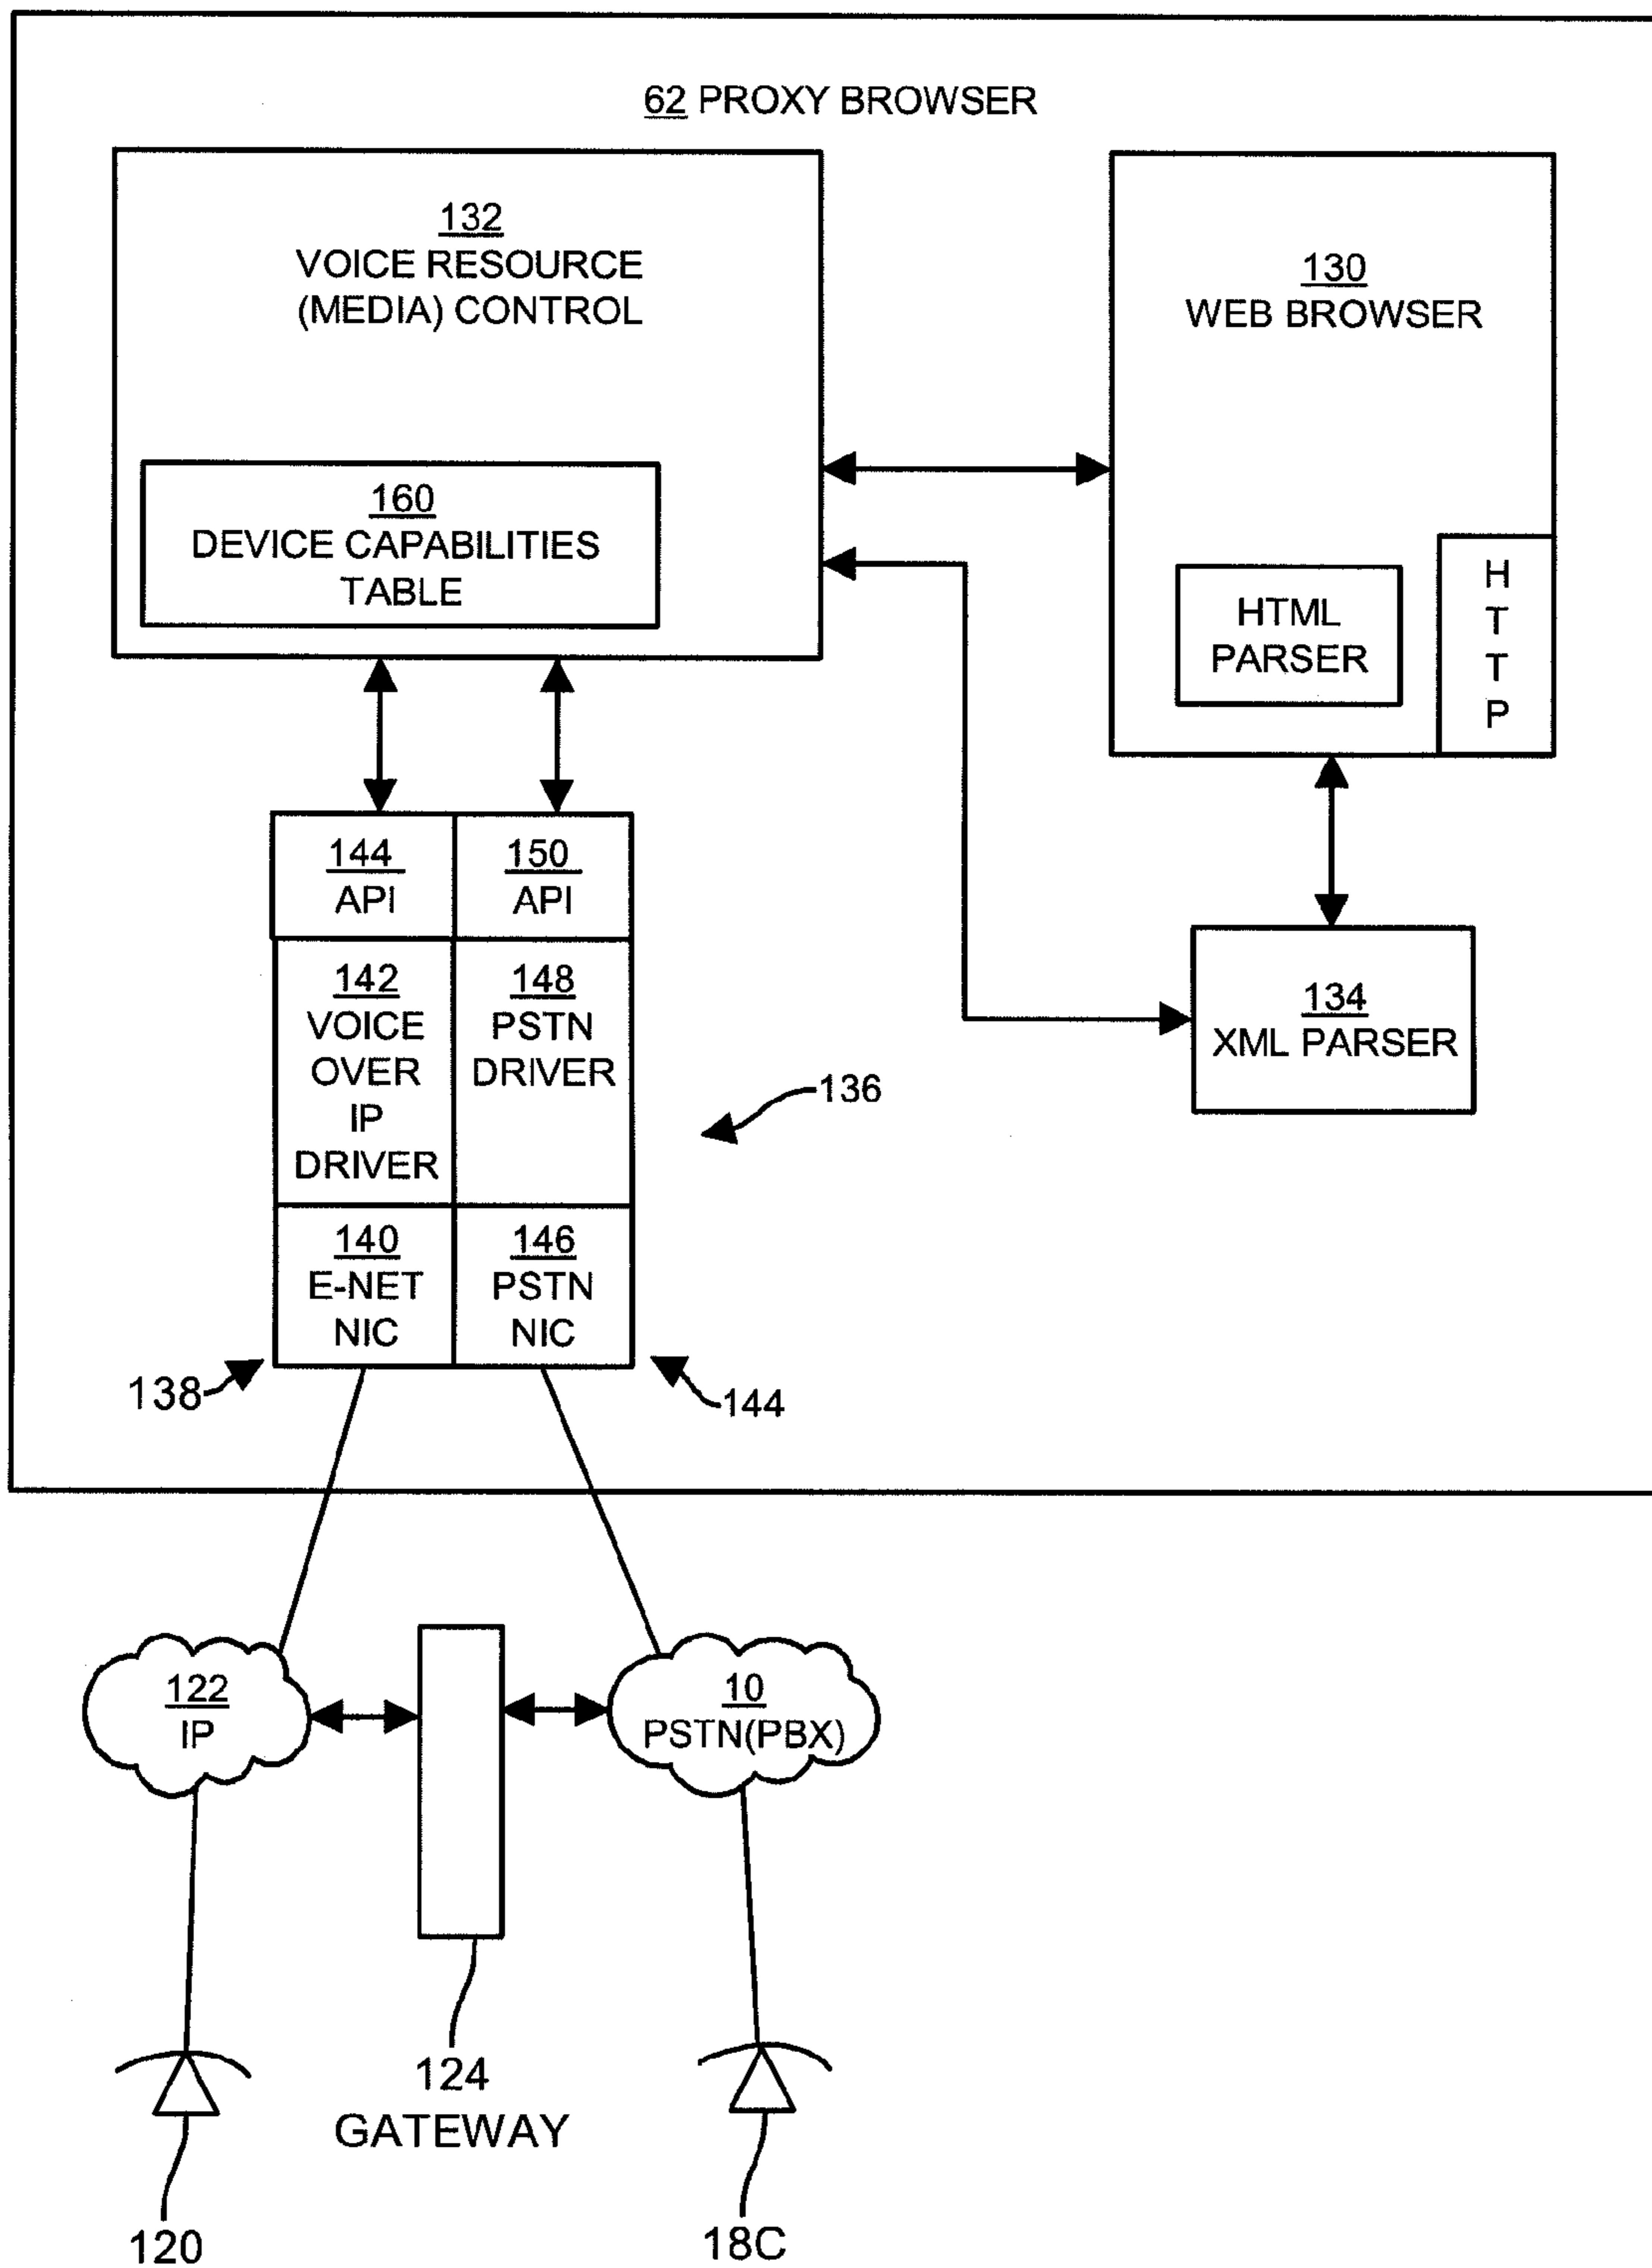 62 PROXY BROWSER
132
VOICE RESOURCE
(MEDIA) CONTROL
160
DEVICE CAPABILITIES
TABLE
130
WEB BROWSER
HTML
PARSER
H
T
T
P
144
API
150
API
142
VOICE
OVER
IP
DRIVER
148
PSTN
DRIVER
136
134
XML PARSER
140
E-NET
NIC
146
PSTN
NIC
138
144
122
IP
10
PSTN(PBX)
124
GATEWAY
120
18C